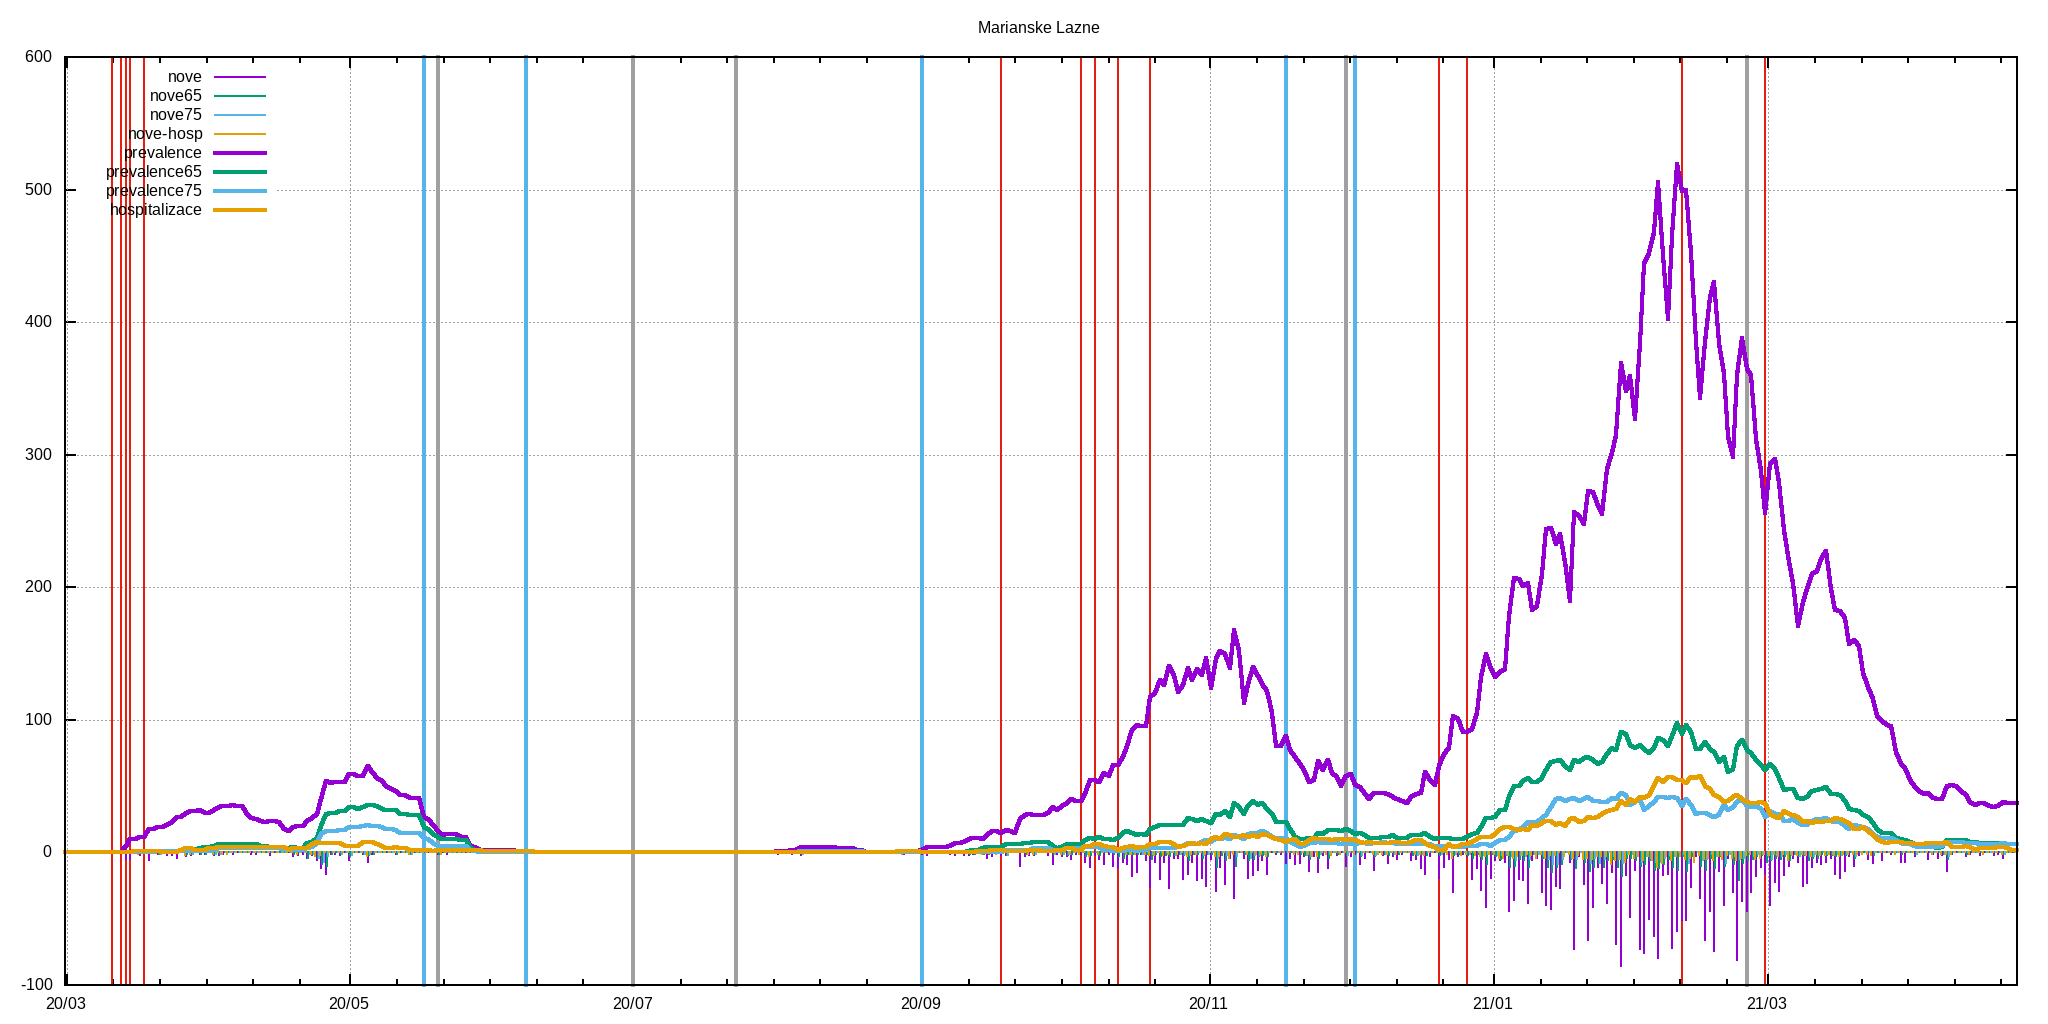 Marianske Lazne
600
500
400
300
200
100
0
-100
nove
nove65
nove75
nove-hosp
prevalence
prevalence65
prevalence75
hospitalizace
20/03 20/05 20/07 20/09 20/11 21/01 21/03